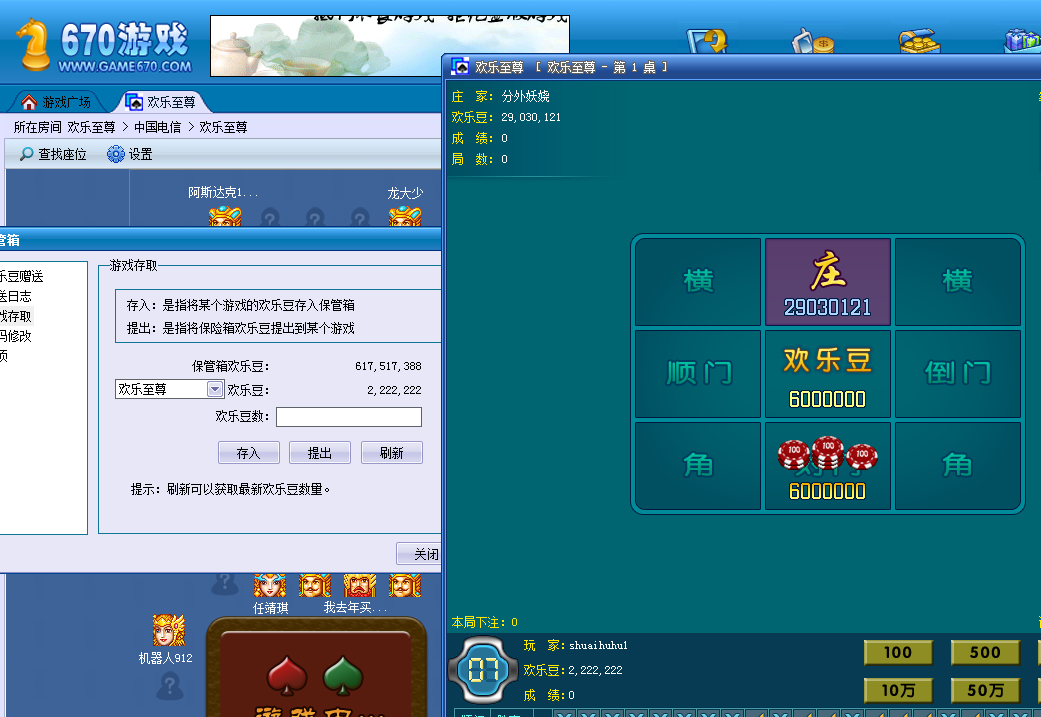 670游戏
WWW.GAME670.COM
游戏广场
欢乐至尊
所在房间 欢乐至尊 > 中国电信 > 欢乐至尊
查找座位
设置
阿斯达克1...
龙大少
管箱
乐豆赠送
送日志
戏存取
码修改
页
游戏存取
存入: 是指将某个游戏的欢乐豆存入保管箱
提出: 是指将保险箱欢乐豆提出到某个游戏
保管箱欢乐豆: 617,517,388
欢乐至尊 欢乐豆: 2,222,222
欢乐豆数:
存入 提出 刷新
提示: 刷新可以获取最新欢乐豆数量。
关闭
任靖琪
我去年买...
机器人912
欢乐至尊 [ 欢乐至尊 - 第 1 桌 ]
庄 家: 分外妖娆
欢乐豆: 29,030,121
成 绩: 0
局 数: 0
横 庄 横
29030121
顺门 欢乐豆 倒门
6000000
角 100 100 100 角
6000000
本局下注: 0
07
玩 家: shuaihuhu1
欢乐豆: 2,222,222
成 绩: 0
100 500
10万 50万